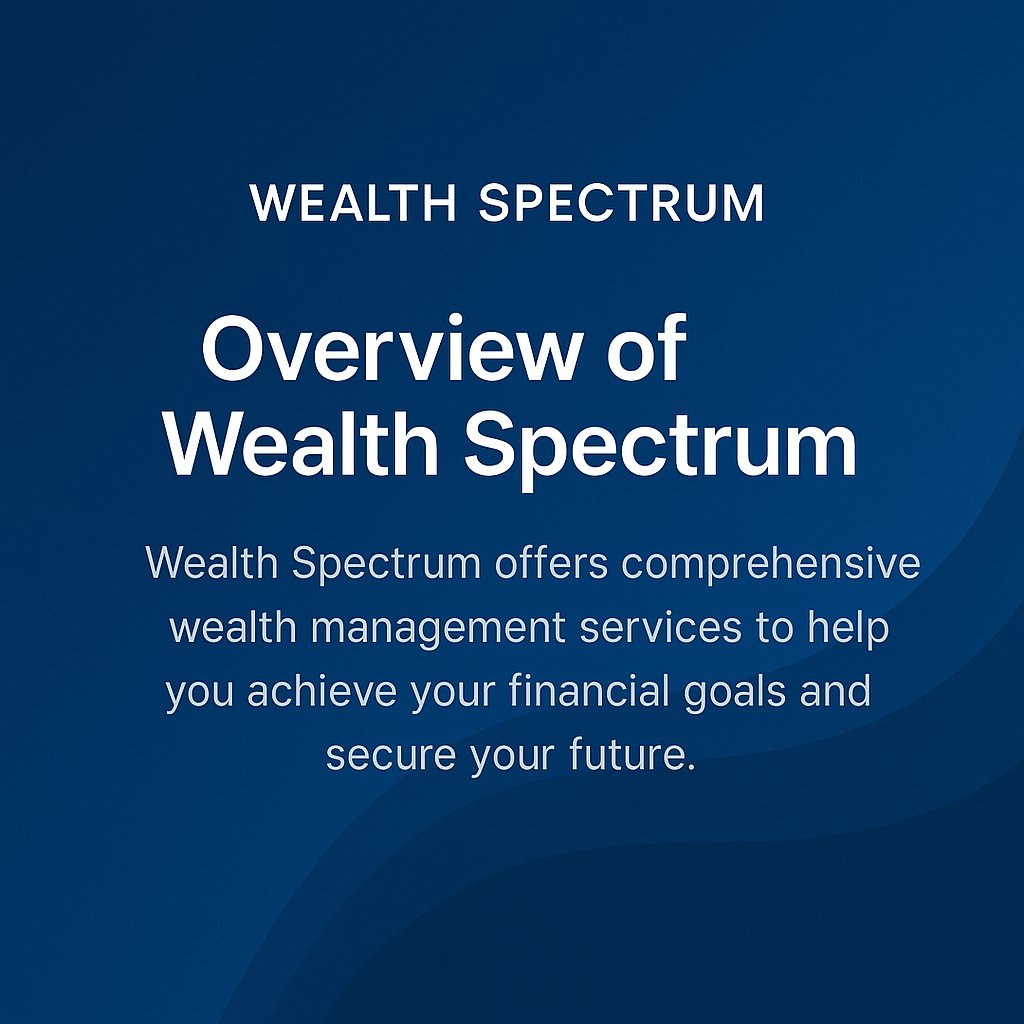 WEALTH SPECTRUM
Overview of
Wealth Spectrum
Wealth Spectrum offers comprehensive
wealth management services to help
you achieve your financial goals and
secure your future.